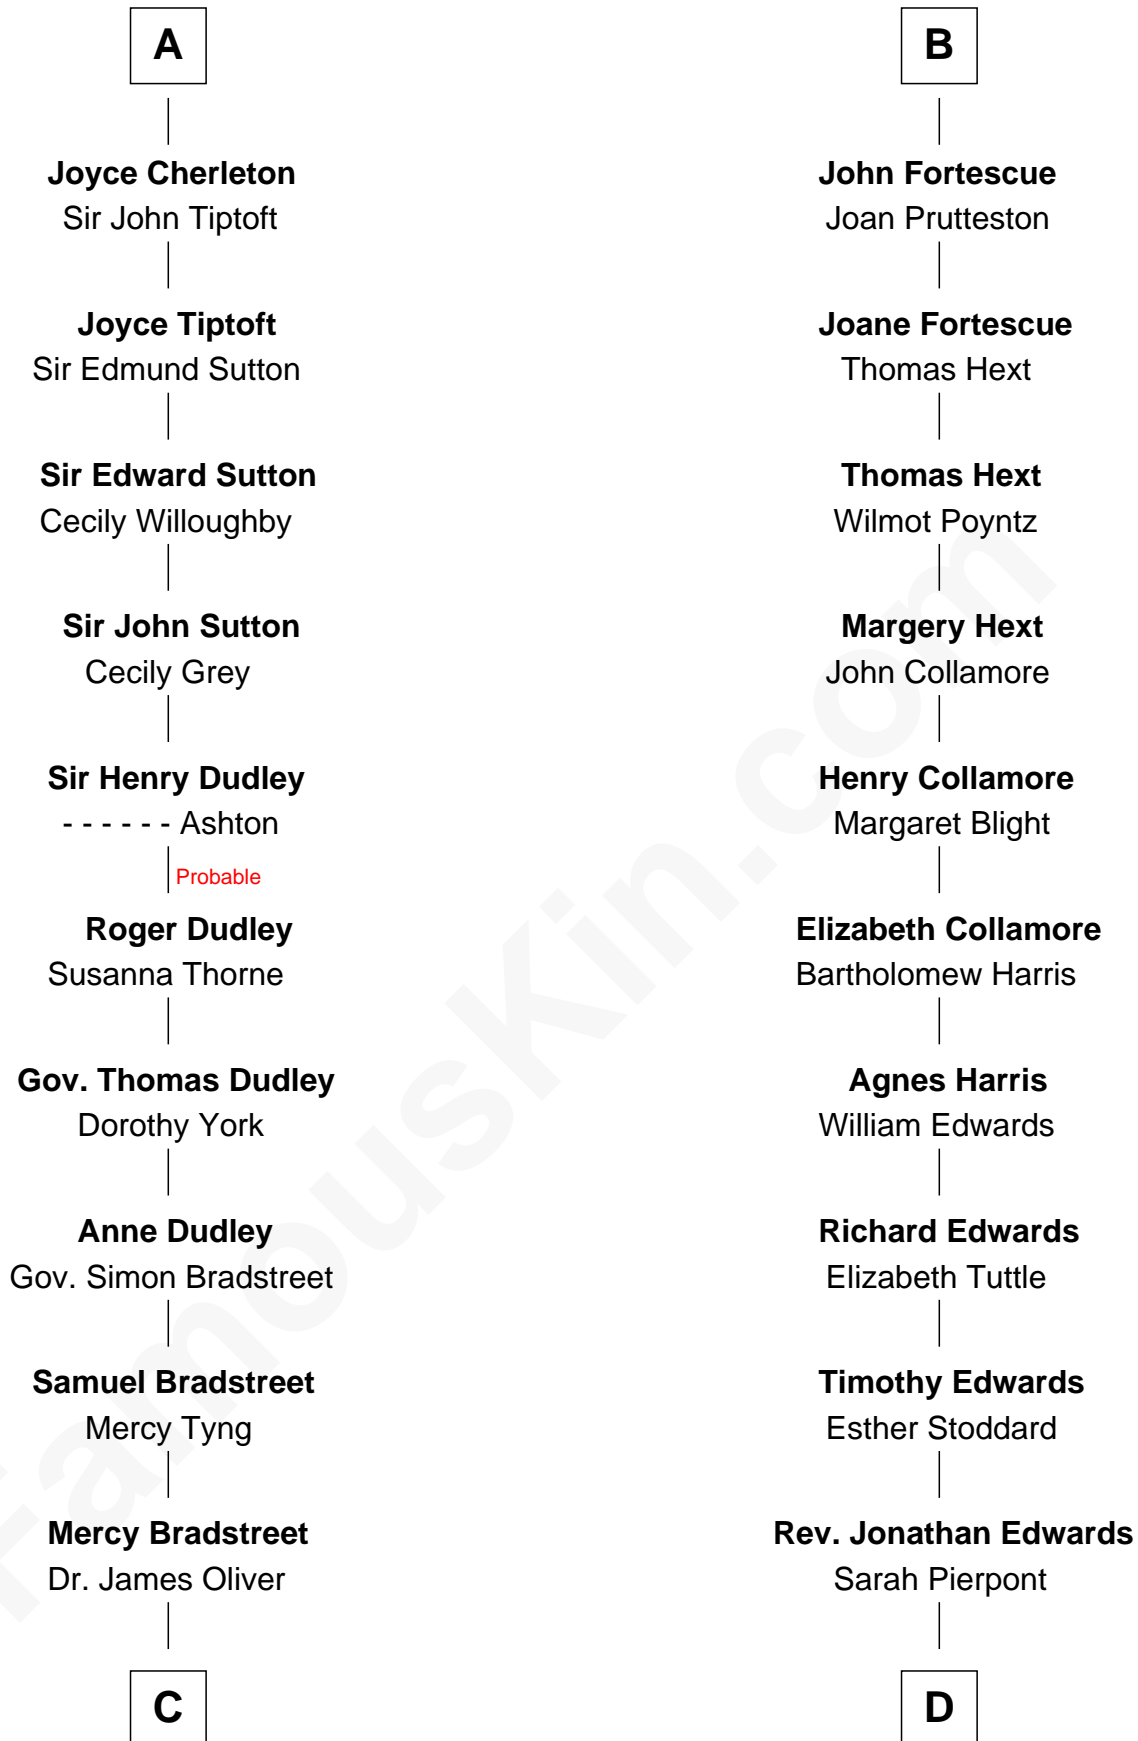 A
Joyce Cherleton
Sir John Tiptoft
Joyce Tiptoft
Sir Edmund Sutton
Sir Edward Sutton
Cecily Willoughby
Sir John Sutton
Cecily Grey
Sir Henry Dudley
- - - - - - Ashton
Probable
Roger Dudley
Susanna Thorne
Gov. Thomas Dudley
Dorothy York
Anne Dudley
Gov. Simon Bradstreet
Samuel Bradstreet
Mercy Tyng
Mercy Bradstreet
Dr. James Oliver
C
B
John Fortescue
Joan Prutteston
Joane Fortescue
Thomas Hext
Thomas Hext
Wilmot Poyntz
Margery Hext
John Collamore
Henry Collamore
Margaret Blight
Elizabeth Collamore
Bartholomew Harris
Agnes Harris
William Edwards
Richard Edwards
Elizabeth Tuttle
Timothy Edwards
Esther Stoddard
Rev. Jonathan Edwards
Sarah Pierpont
D
FamousKin.com